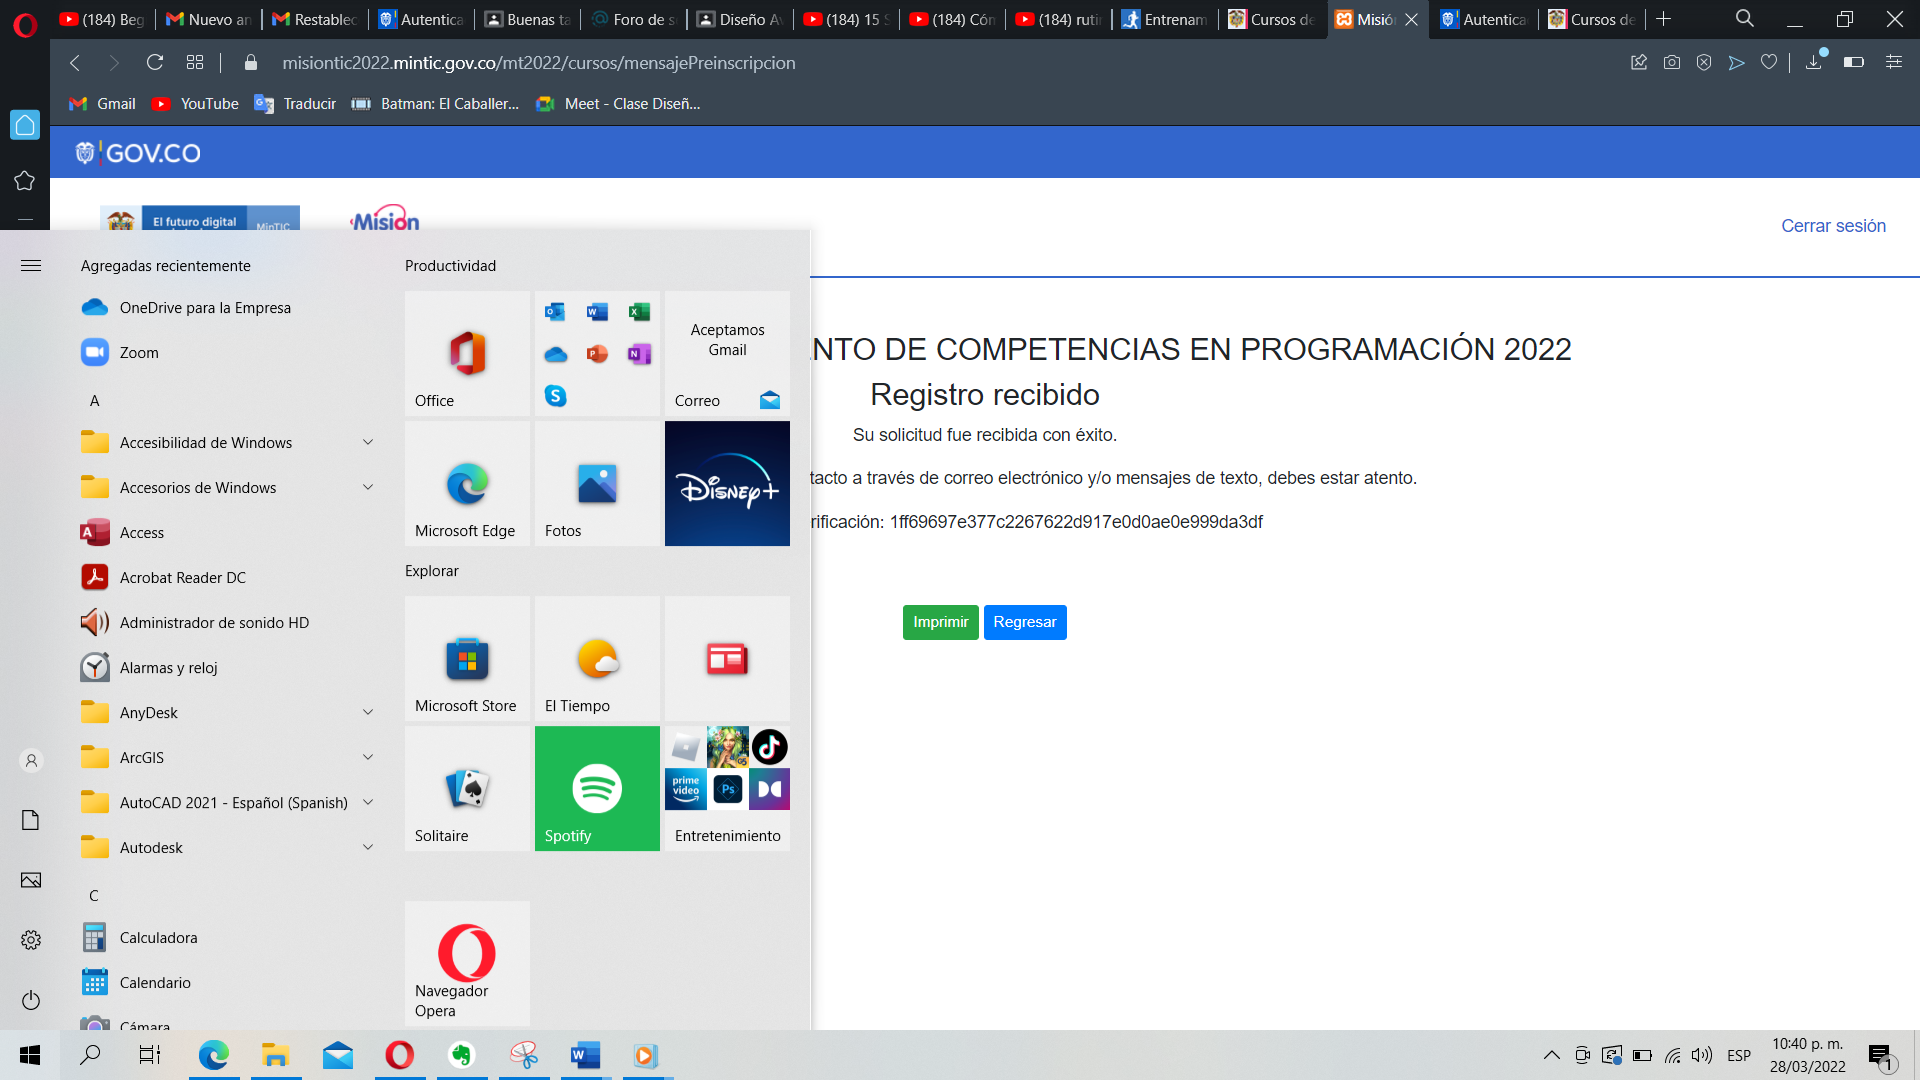 (184) Beg
Nuevo an
Restablec
Autentica
Buenas ta
Foro de s
Diseño Av
(184) 15 S
(184) Cóm
(184) ruti
Entrenam
Cursos de
Misión
Autentica
Cursos de
misiontic2022.mintic.gov.co/mt2022/cursos/mensajePreinscripcion
Gmail
YouTube
Traducir
Batman: El Caballer...
Meet - Clase Diseñ...
GOV.CO
El futuro digital
MinTIC
Misión
Cerrar sesión
NTO DE COMPETENCIAS EN PROGRAMACIÓN 2022
Registro recibido
Su solicitud fue recibida con éxito.
tacto a través de correo electrónico y/o mensajes de texto, debes estar atento.
rificación: 1ff69697e377c2267622d917e0d0ae0e999da3df
Imprimir
Regresar
Agregadas recientemente
OneDrive para la Empresa
Zoom
A
Accesibilidad de Windows
Accesorios de Windows
Access
Acrobat Reader DC
Administrador de sonido HD
Alarmas y reloj
AnyDesk
ArcGIS
AutoCAD 2021 - Español (Spanish)
Autodesk
C
Calculadora
Calendario
Cámara
Productividad
Office
Aceptamos
Gmail
Correo
Microsoft Edge
Fotos
Disney+
Explorar
Microsoft Store
El Tiempo
Solitaire
Spotify
prime
video
Ps
Entretenimiento
Navegador
Opera
ESP
10:40 p. m.
28/03/2022
1